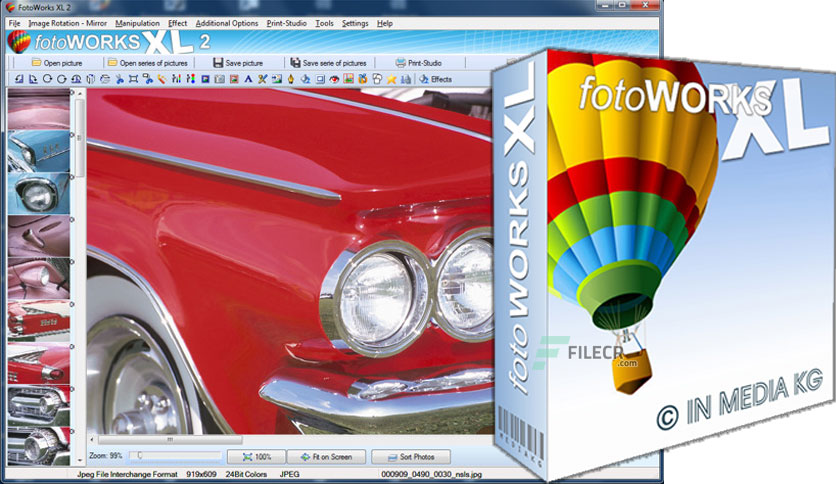 FotoWorks XL 2
File Image Rotation - Mirror Manipulation Effect Additional Options Print-Studio Tools Settings Help
fotoWORKS XL 2
Open picture Open series of pictures Save picture Save serie of pictures Print-Studio
Effects
Zoom: 99% 100% Fit on Screen Sort Photos
Jpeg File Interchange Format 919x609 24Bit Colors JPEG 000909_0490_0030_nsls.jpg
fotoWORKS XL
fotoWORKS XL
FILECR
.com
© IN MEDIA KG
MEDIAKG